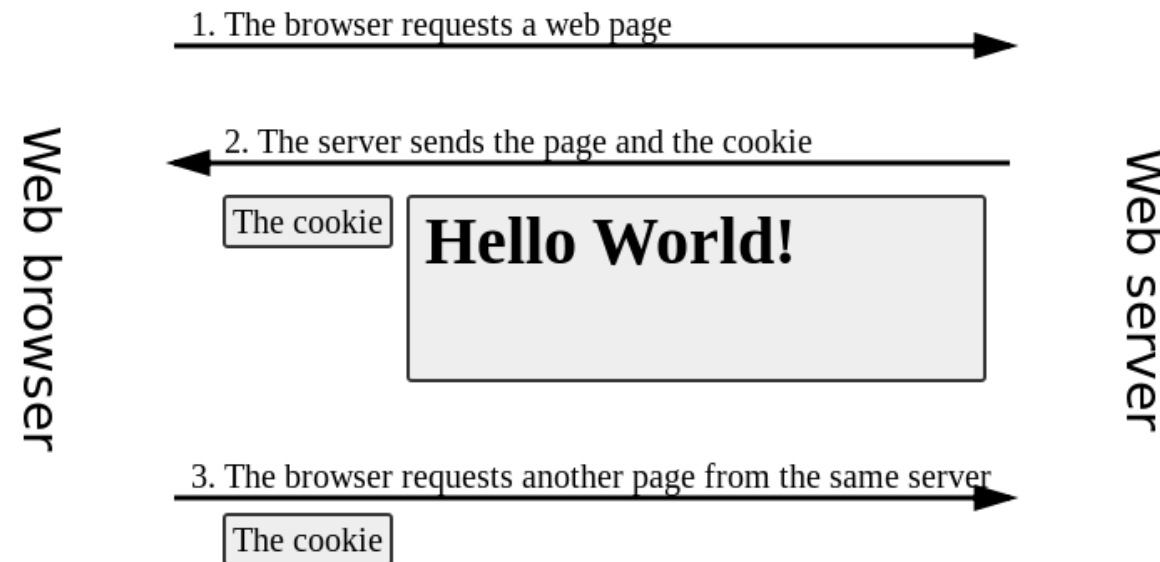 1. The browser requests a web page
2. The server sends the page and the cookie
The cookie
Hello World!
Web browser
Web server
3. The browser requests another page from the same server
The cookie